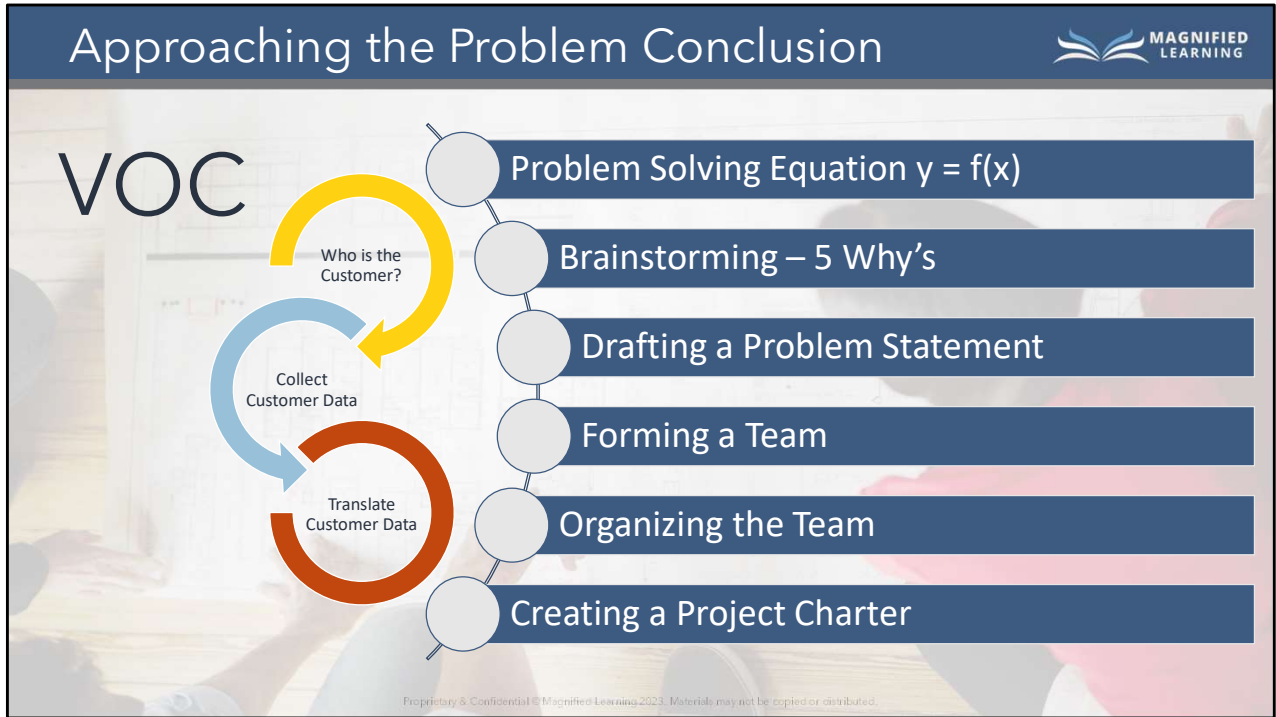 Approaching the Problem Conclusion
MAGNIFIED
LEARNING
VOC
Who is the
Customer?
Collect
Customer Data
Translate
Customer Data
Problem Solving Equation y = f(x)
Brainstorming – 5 Why’s
Drafting a Problem Statement
Forming a Team
Organizing the Team
Creating a Project Charter
Proprietary & Confidential © Magnified Learning 2023. Materials may not be copied or distributed.